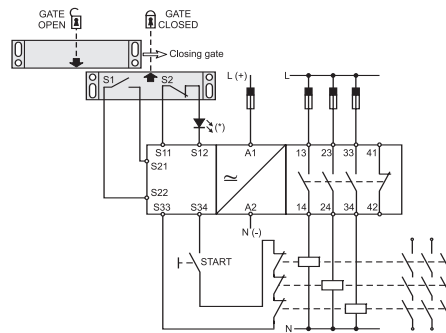 GATE OPEN
GATE CLOSED
Closing gate
S1 S2
L (+)
L
(*)
S11 S12 A1 13 23 33 41
S21
S22
S33 S34 A2 14 24 34 42
N (-)
START
N